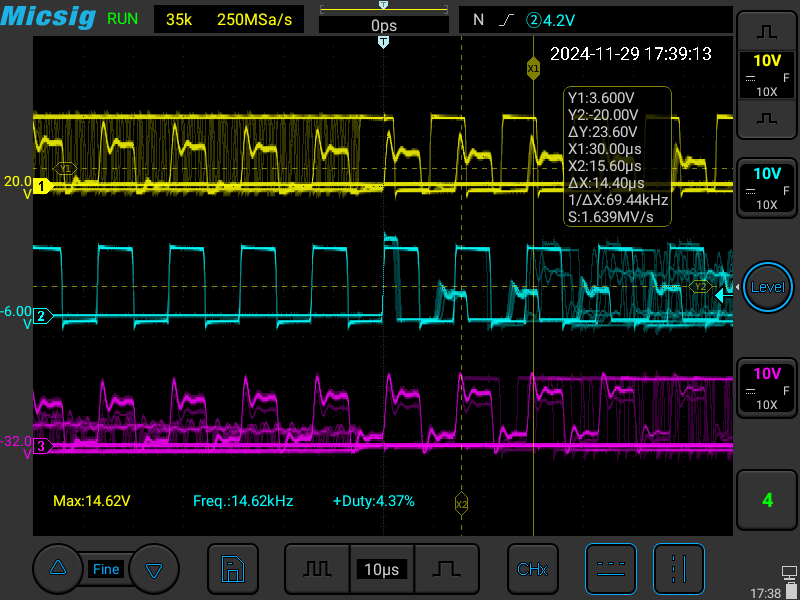 Micsig RUN 35k 250MSa/s 0ps N ②4.2V
T
2024-11-29 17:39:13
X1
Y1:3.600V
Y2:-20.00V
ΔY:23.60V
X1:30.00µs
X2:15.60µs
ΔX:14.40µs
1/ΔX:69.44kHz
S:1.639MV/s
10V
F
10X
Y1
20.0
V
1
10V
F
10X
Y2
Level
-6.00
V
2
10V
F
10X
-32.0
V
3
Max:14.62V Freq.:14.62kHz +Duty:4.37%
X2
4
Fine 10µs CHx
17:38